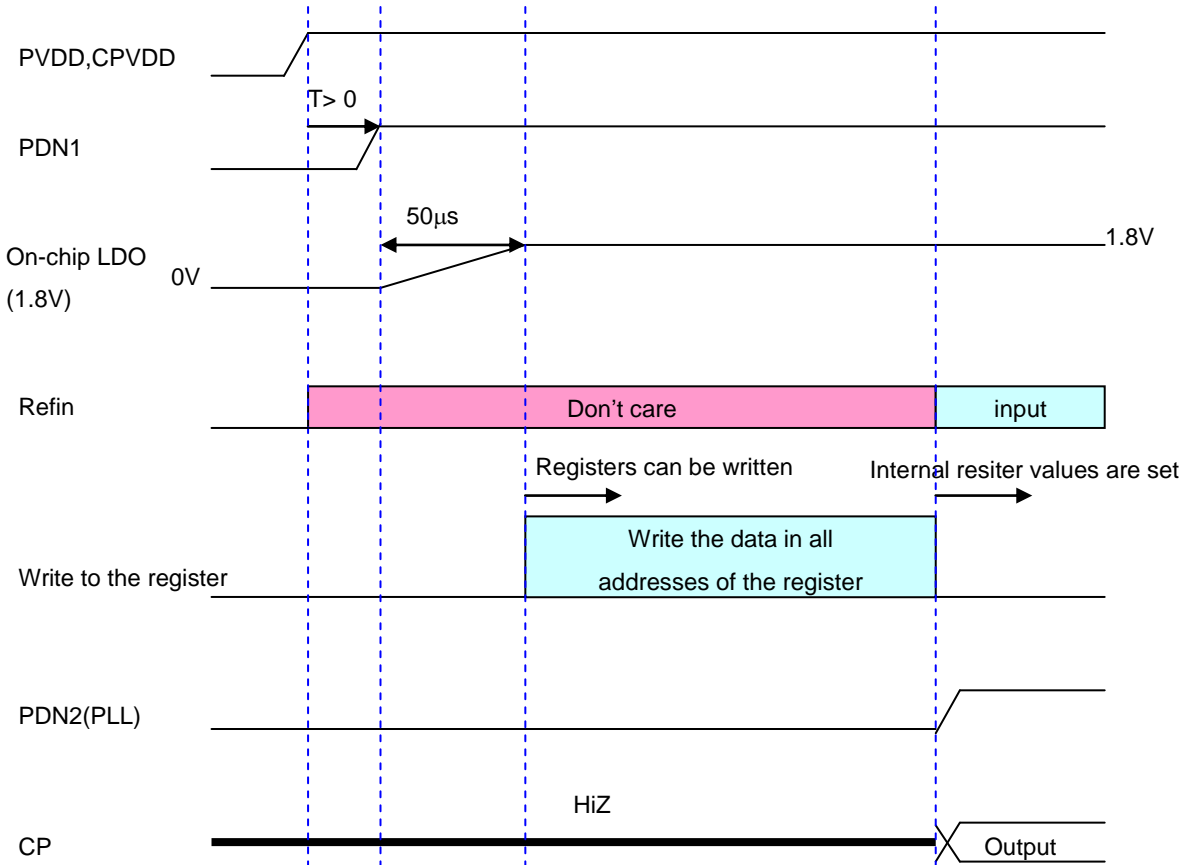 PVDD,CPVDD
T> 0
PDN1
50μs
On-chip LDO
(1.8V)
0V
1.8V
Refin
Don't care
input
Registers can be written
Internal resiter values are set
Write the data in all
addresses of the register
Write to the register
PDN2(PLL)
HiZ
CP
Output